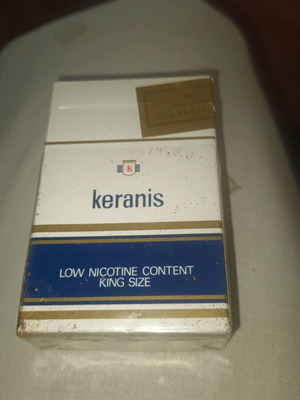 K
keranis
LOW NICOTINE CONTENT
KING SIZE